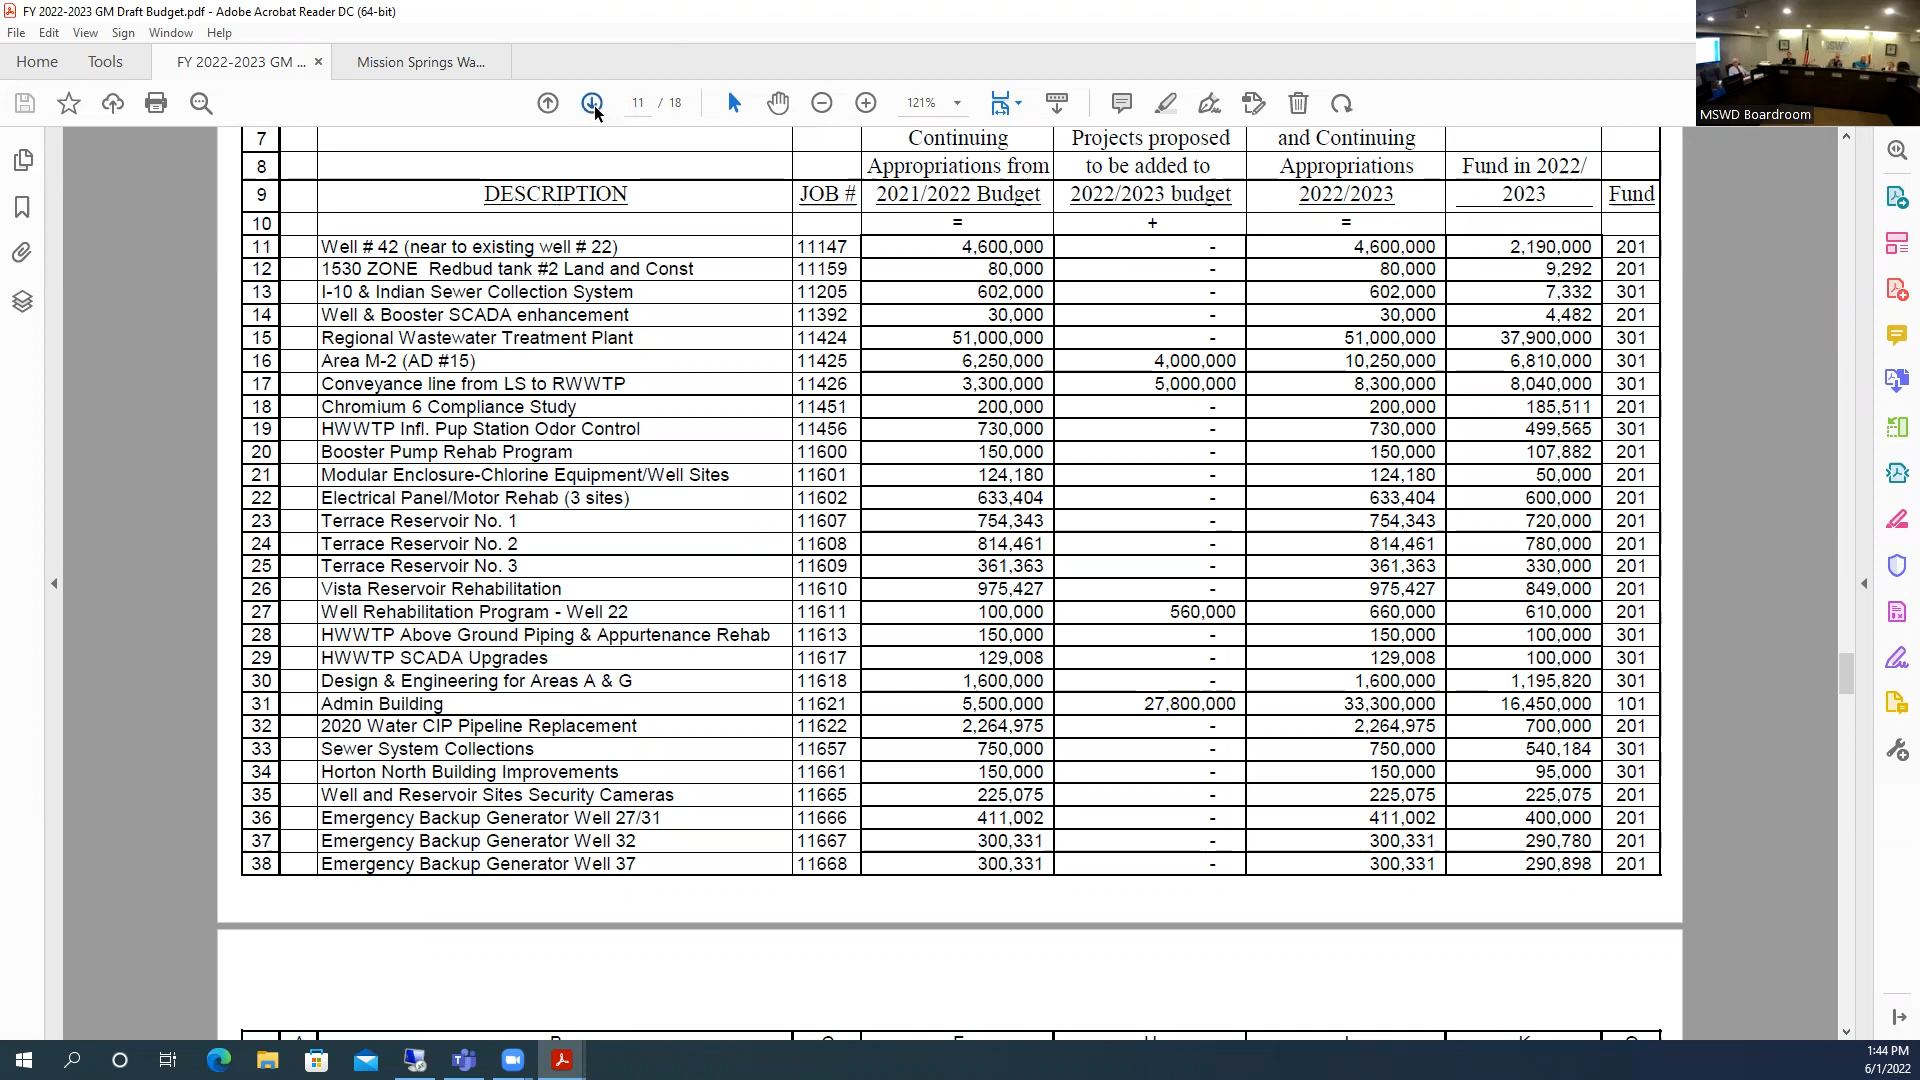 FY 2022-2023 GM Draft Budget.pdf - Adobe Acrobat Reader DC (64-bit)
File Edit View Sign Window Help
Home Tools FY 2022-2023 GM ... × Mission Springs Wa...
11 / 18 121%
MSWD Boardroom
7 Continuing Projects proposed and Continuing
8 Appropriations from to be added to Appropriations Fund in 2022/
9 DESCRIPTION JOB # 2021/2022 Budget 2022/2023 budget 2022/2023 2023 Fund
10 = + =
11 Well # 42 (near to existing well # 22) 11147 4,600,000 - 4,600,000 2,190,000 201
12 1530 ZONE Redbud tank #2 Land and Const 11159 80,000 - 80,000 9,292 201
13 I-10 & Indian Sewer Collection System 11205 602,000 - 602,000 7,332 301
14 Well & Booster SCADA enhancement 11392 30,000 - 30,000 4,482 201
15 Regional Wastewater Treatment Plant 11424 51,000,000 - 51,000,000 37,900,000 301
16 Area M-2 (AD #15) 11425 6,250,000 4,000,000 10,250,000 6,810,000 301
17 Conveyance line from LS to RWWTP 11426 3,300,000 5,000,000 8,300,000 8,040,000 301
18 Chromium 6 Compliance Study 11451 200,000 - 200,000 185,511 201
19 HWWTP Infl. Pup Station Odor Control 11456 730,000 - 730,000 499,565 301
20 Booster Pump Rehab Program 11600 150,000 - 150,000 107,882 201
21 Modular Enclosure-Chlorine Equipment/Well Sites 11601 124,180 - 124,180 50,000 201
22 Electrical Panel/Motor Rehab (3 sites) 11602 633,404 - 633,404 600,000 201
23 Terrace Reservoir No. 1 11607 754,343 - 754,343 720,000 201
24 Terrace Reservoir No. 2 11608 814,461 - 814,461 780,000 201
25 Terrace Reservoir No. 3 11609 361,363 - 361,363 330,000 201
26 Vista Reservoir Rehabilitation 11610 975,427 - 975,427 849,000 201
27 Well Rehabilitation Program - Well 22 11611 100,000 560,000 660,000 610,000 201
28 HWWTP Above Ground Piping & Appurtenance Rehab 11613 150,000 - 150,000 100,000 301
29 HWWTP SCADA Upgrades 11617 129,008 - 129,008 100,000 301
30 Design & Engineering for Areas A & G 11618 1,600,000 - 1,600,000 1,195,820 301
31 Admin Building 11621 5,500,000 27,800,000 33,300,000 16,450,000 101
32 2020 Water CIP Pipeline Replacement 11622 2,264,975 - 2,264,975 700,000 201
33 Sewer System Collections 11657 750,000 - 750,000 540,184 301
34 Horton North Building Improvements 11661 150,000 - 150,000 95,000 301
35 Well and Reservoir Sites Security Cameras 11665 225,075 - 225,075 225,075 201
36 Emergency Backup Generator Well 27/31 11666 411,002 - 411,002 400,000 201
37 Emergency Backup Generator Well 32 11667 300,331 - 300,331 290,780 201
38 Emergency Backup Generator Well 37 11668 300,331 - 300,331 290,898 201
1:44 PM
6/1/2022